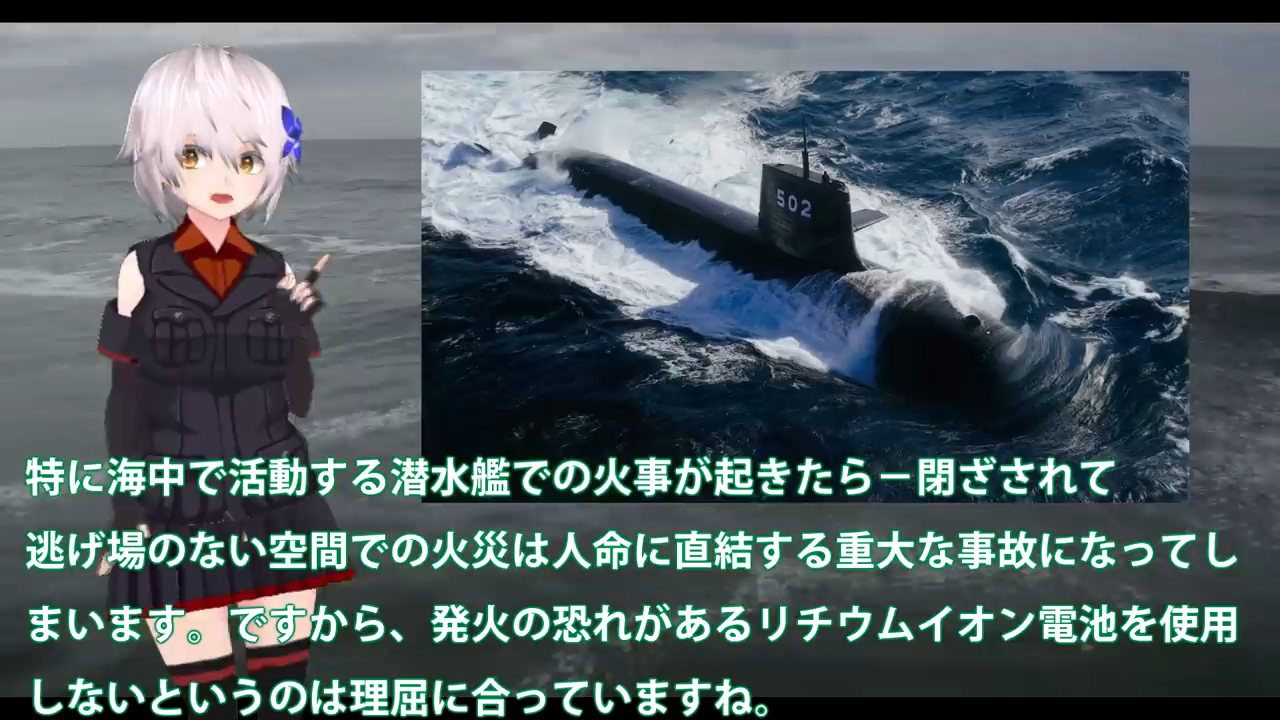 502
特に海中で活動する潜水艦での火事が起きたら－閉ざされて
逃げ場のない空間での火災は人命に直結する重大な事故になってし
まいます。ですから、発火の恐れがあるリチウムイオン電池を使用
しないというのは理屈に合っていますね。